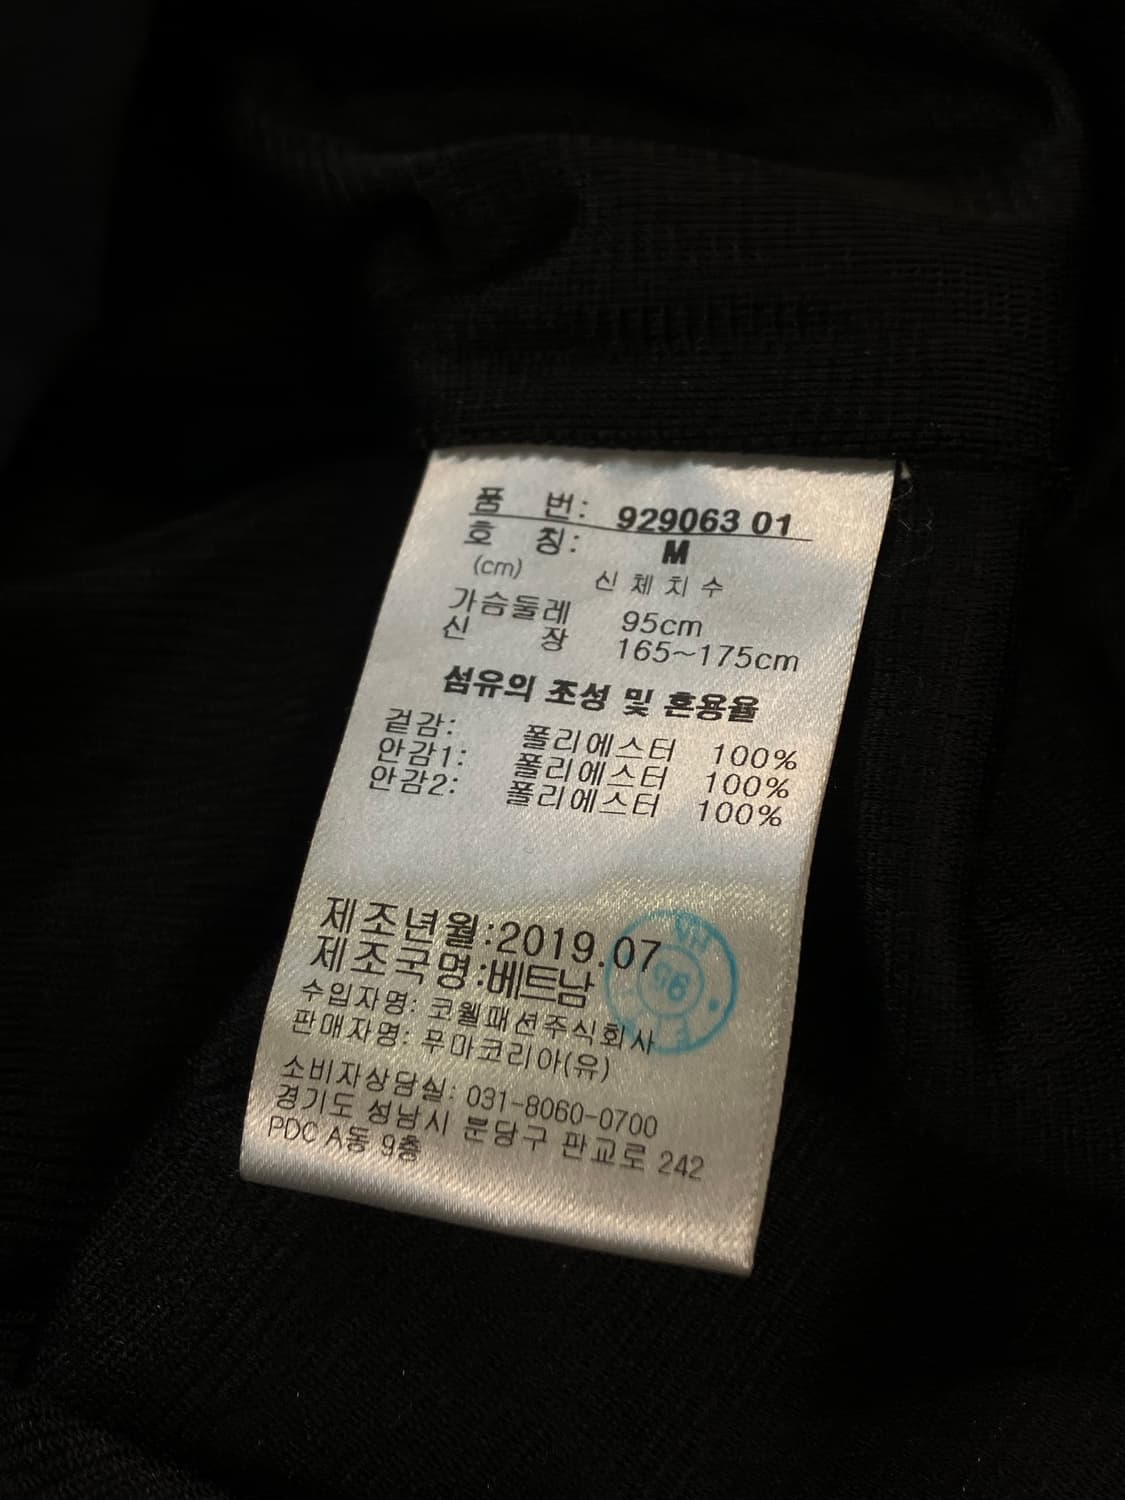 품 번: 929063 01
호 칭: M
(cm) 신체치수
가슴둘레 95cm
신 장 165~175cm
섬유의 조성 및 혼용율
겉감: 폴리에스터 100%
안감1: 폴리에스터 100%
안감2: 폴리에스터 100%
제조년월:2019.07
제조국명:베트남
수입자명: 코웰패션주식회사
판매자명: 푸마코리아(유)
소비자상담실: 031-8060-0700
경기도 성남시 분당구 판교로 242
PDC A동 9층